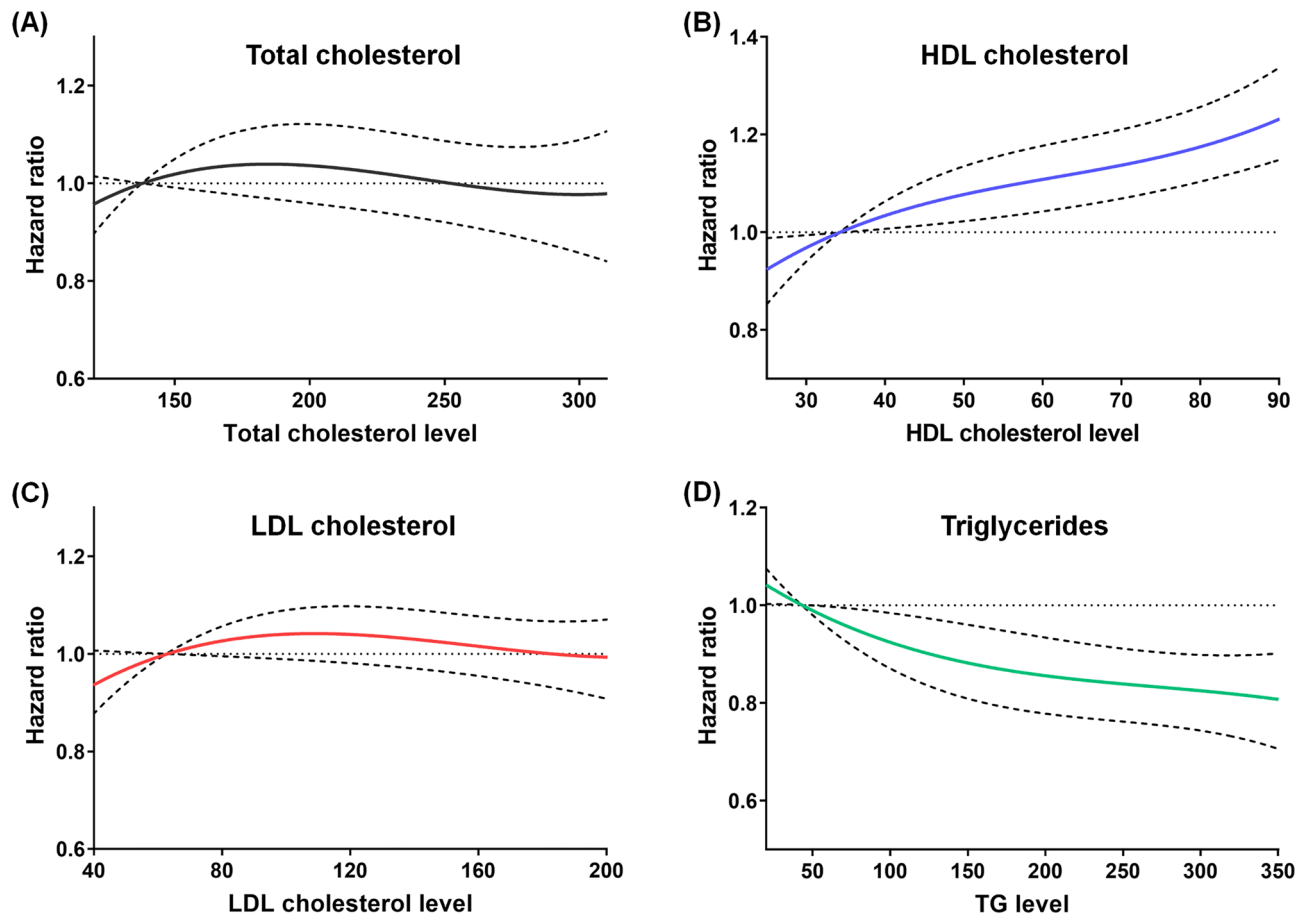 (A)
Total cholesterol
Hazard ratio
1.2
1.0
0.8
0.6
150 200 250 300
Total cholesterol level
(B)
HDL cholesterol
Hazard ratio
1.4
1.2
1.0
0.8
30 40 50 60 70 80 90
HDL cholesterol level
(C)
LDL cholesterol
Hazard ratio
1.2
1.0
0.8
0.6
40 80 120 160 200
LDL cholesterol level
(D)
Triglycerides
Hazard ratio
1.2
1.0
0.8
0.6
50 100 150 200 250 300 350
TG level